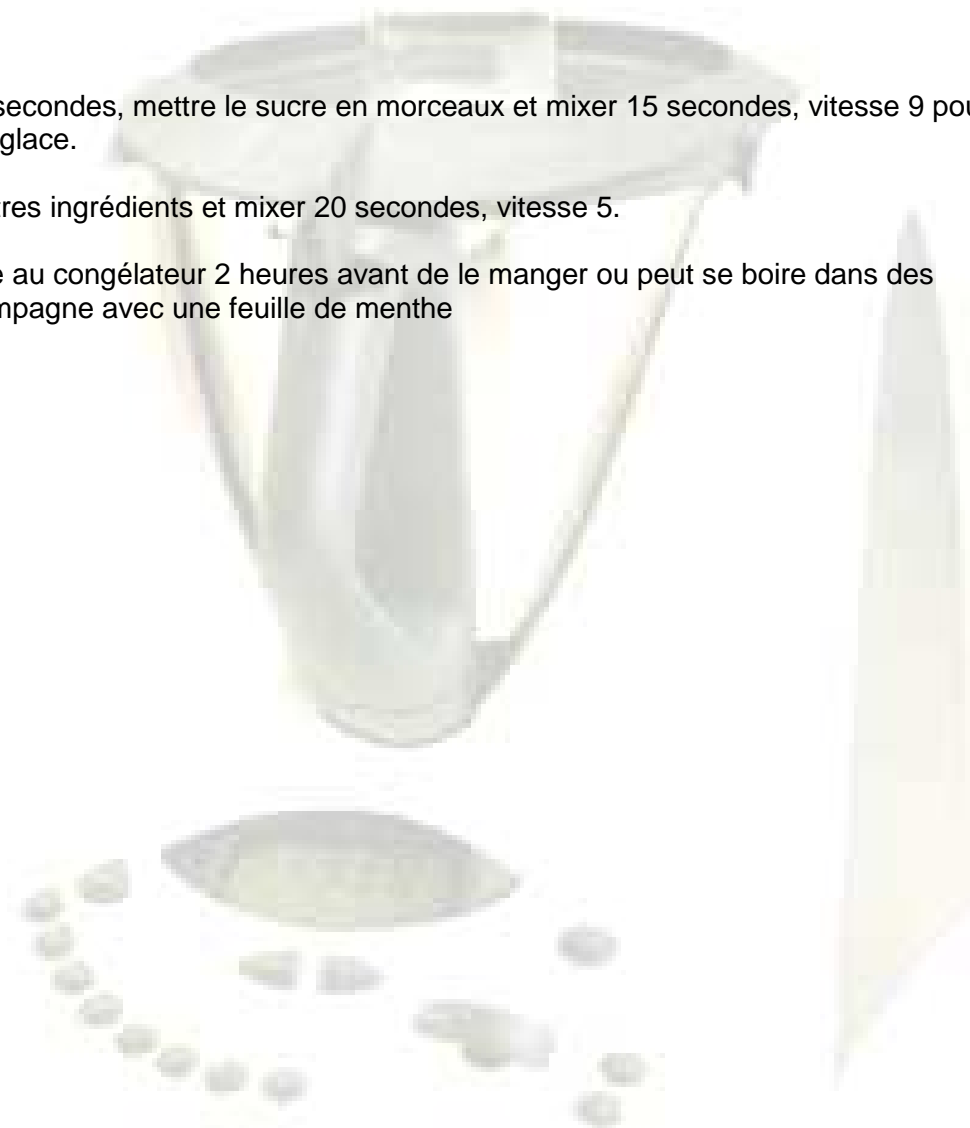 secondes, mettre le sucre en morceaux et mixer 15 secondes, vitesse 9 pou
glace.
tres ingrédients et mixer 20 secondes, vitesse 5.
e au congélateur 2 heures avant de le manger ou peut se boire dans des
mpagne avec une feuille de menthe